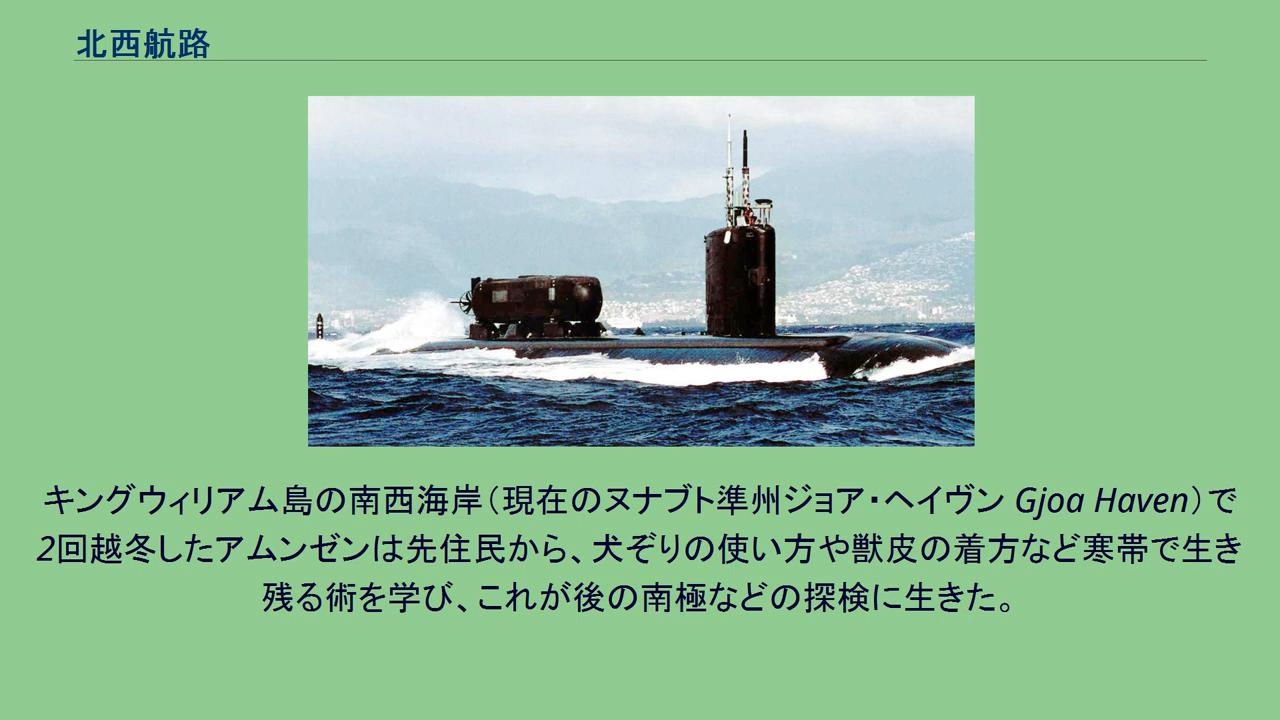 北西航路
キングウィリアム島の南西海岸（現在のヌナブト準州ジョア・ヘイヴン Gjoa Haven）で
2回越冬したアムンゼンは先住民から、犬ぞりの使い方や獣皮の着方など寒帯で生き
残る術を学び、これが後の南極などの探検に生きた。